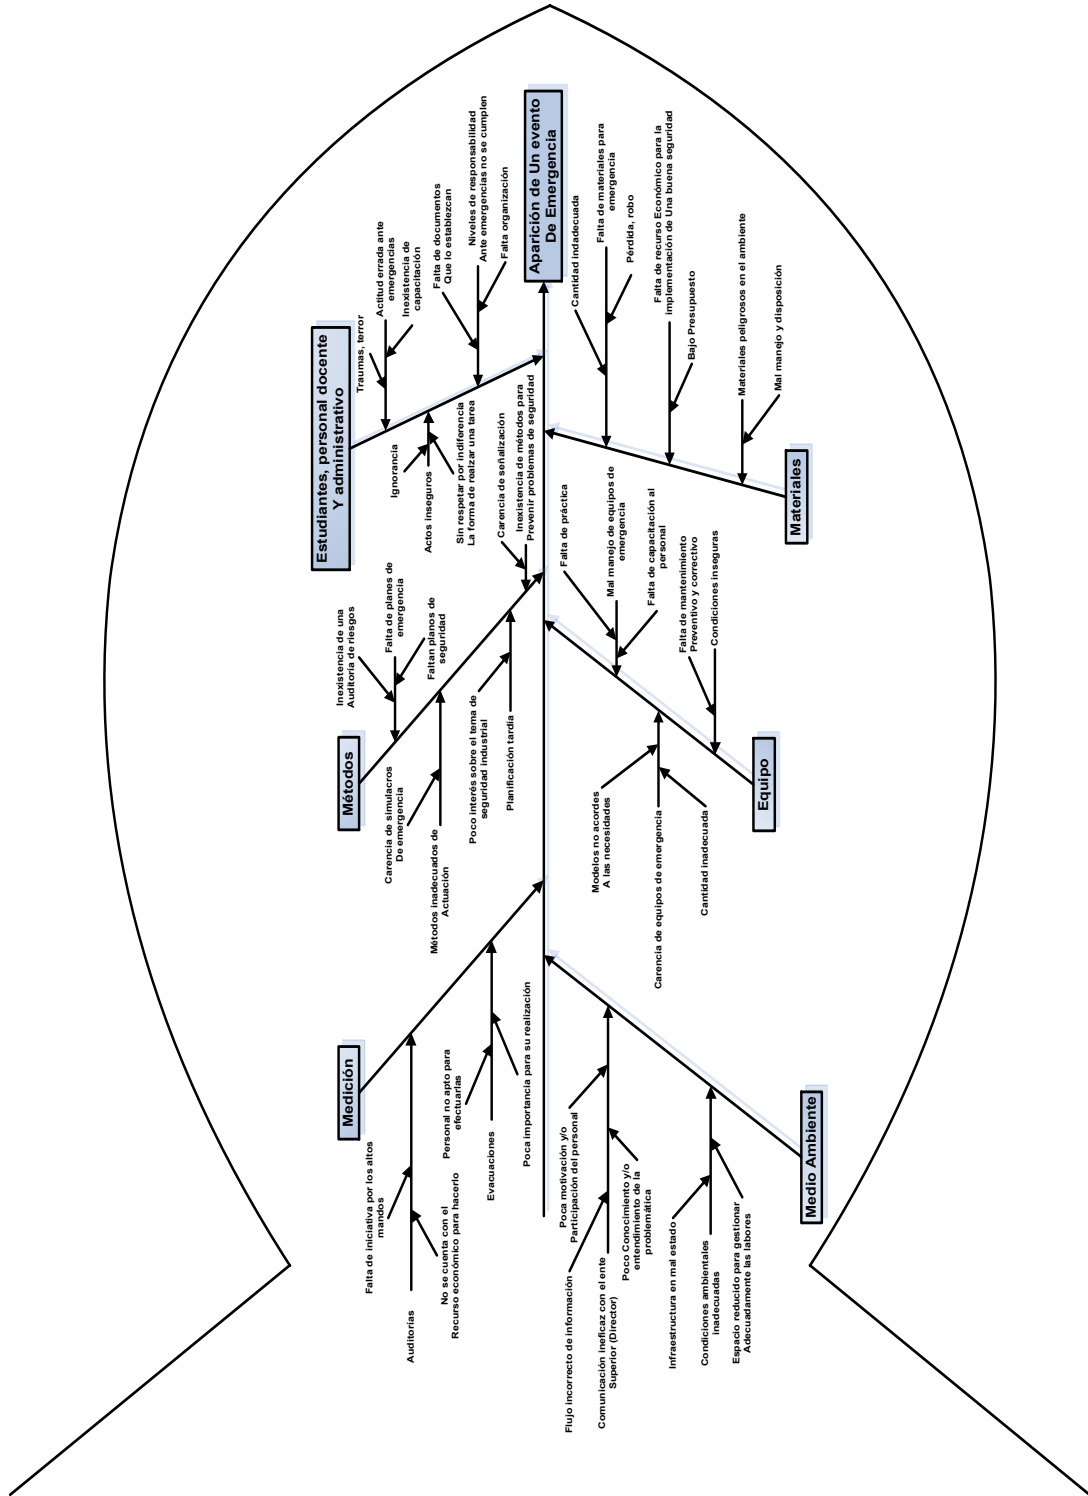 Medición
Falta de iniciativa por los altos
mandos
Auditorías
No se cuenta con el
Recurso económico para hacerlo
Personal no apto para
efectuarlas
Evacuaciones
Poca importancia para su realización
Métodos
Inexistencia de una
Auditoría de riesgos
Falta de planes de
emergencia
Faltan planos de
seguridad
Carencia de simulacros
De emergencia
Métodos inadecuados de
Actuación
Poco interés sobre el tema de
seguridad industrial
Planificación tardía
Carencia de señalización
Inexistencia de métodos para
Prevenir problemas de seguridad
Estudiantes, personal docente
Y administrativo
Traumas, terror
Actitud errada ante
emergencias
Inexistencia de
capacitación
Ignorancia
Actos inseguros
Sin respetar por indiferencia
La forma de realzar una tarea
Falta de documentos
Que lo establezcan
Niveles de responsabilidad
Ante emergencias no se cumplen
Falta organización
Aparición de Un evento
De Emergencia
Flujo incorrecto de información
Poca motivación y/o
Participación del personal
Comunicación ineficaz con el ente
Superior (Director)
Poco Conocimiento y/o
entendimiento de la
problemática
Infraestructura en mal estado
Condiciones ambientales
inadecuadas
Espacio reducido para gestionar
Adecuadamente las labores
Medio Ambiente
Falta de práctica
Mal manejo de equipos de
emergencia
Falta de capacitación al
personal
Modelos no acordes
A las necesidades
Carencia de equipos de emergencia
Cantidad inadecuada
Falta de mantenimiento
Preventivo y correctivo
Condiciones inseguras
Equipo
Cantidad indadecuada
Falta de materiales para
emergencia
Pérdida, robo
Falta de recurso Económico para la
implementación de Una buena seguridad
Bajo Presupuesto
Materiales peligrosos en el ambiente
Mal manejo y disposición
Materiales